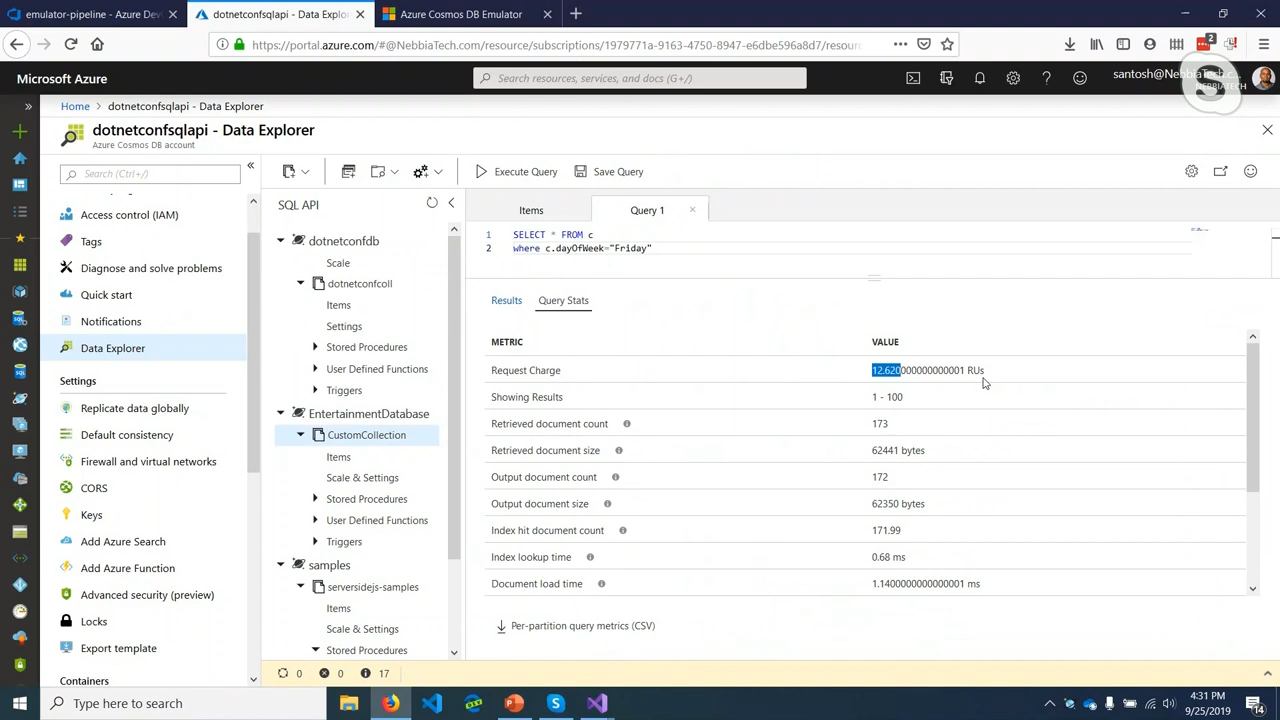 emulator-pipeline - Azure Dev
dotnetconfsqlapi - Data Explorer
Azure Cosmos DB Emulator
https://portal.azure.com/#@NebbiaTech.com/resource/subscriptions/1979771a-9163-4750-8947-e6dbe596a8d7/resour
2
Microsoft Azure
Search resources, services, and docs (G+/)
santosh@NebbiaTech.c...
NEBBIATECH
Home > dotnetconfsqlapi - Data Explorer
dotnetconfsqlapi - Data Explorer
Azure Cosmos DB account
Search (Ctrl+/)
Access control (IAM)
Tags
Diagnose and solve problems
Quick start
Notifications
Data Explorer
Settings
Replicate data globally
Default consistency
Firewall and virtual networks
CORS
Keys
Add Azure Search
Add Azure Function
Advanced security (preview)
Locks
Export template
Containers
SQL API
dotnetconfdb
Scale
dotnetconfcoll
Items
Settings
Stored Procedures
User Defined Functions
Triggers
EntertainmentDatabase
CustomCollection
Items
Scale & Settings
Stored Procedures
User Defined Functions
Triggers
samples
serversidejs-samples
Items
Scale & Settings
Stored Procedures
Execute Query
Save Query
Items
Query 1
1 SELECT * FROM c
2 where c.dayOfWeek="Friday"
Results
Query Stats
METRIC VALUE
Request Charge 12.620000000000001 RUs
Showing Results 1 - 100
Retrieved document count 173
Retrieved document size 62441 bytes
Output document count 172
Output document size 62350 bytes
Index hit document count 171.99
Index lookup time 0.68 ms
Document load time 1.1400000000000001 ms
Per-partition query metrics (CSV)
0 0 17
Type here to search
4:31 PM
9/25/2019
4